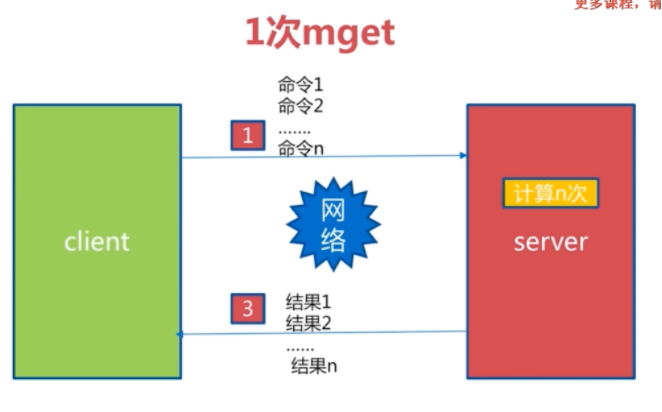 更多课程，请
1次mget
命令1
命令2
.......
命令n
1
计算n次
网
络
client
server
3
结果1
结果2
......
结果n